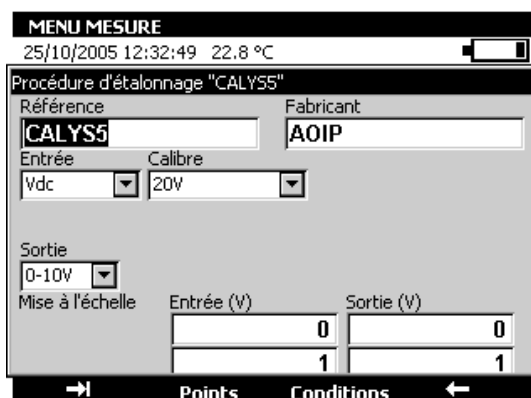 MENU MESURE
25/10/2005 12:32:49 22.8 °C
Procédure d'étalonnage "CALYS5"
Référence Fabricant
CALYS5 AOIP
Entrée Calibre
Vdc 20V
Sortie
0-10V
Mise à l'échelle Entrée (V) Sortie (V)
0 0
1 1
Points Conditions